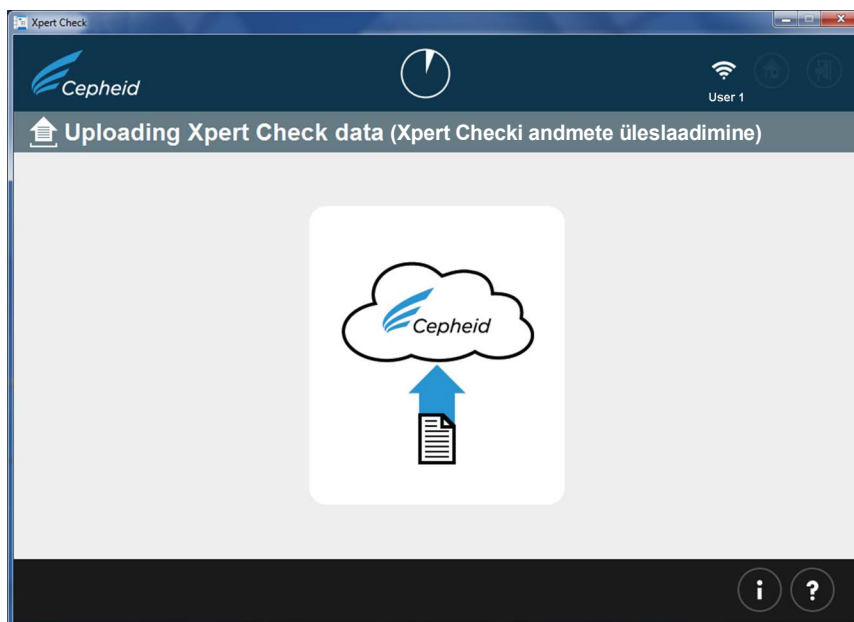 Xpert Check
Cepheid
User 1
Uploading Xpert Check data (Xpert Checki andmete üleslaadimine)
Cepheid
i ?